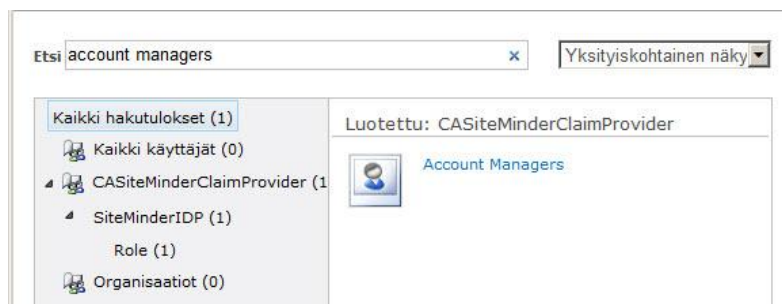 Etsi account managers × Yksityiskohtainen näky
Kaikki hakutulokset (1)
Kaikki käyttäjät (0)
CASiteMinderClaimProvider (1
SiteMinderIDP (1)
Role (1)
Organisaatiot (0)
Luotettu: CASiteMinderClaimProvider
Account Managers